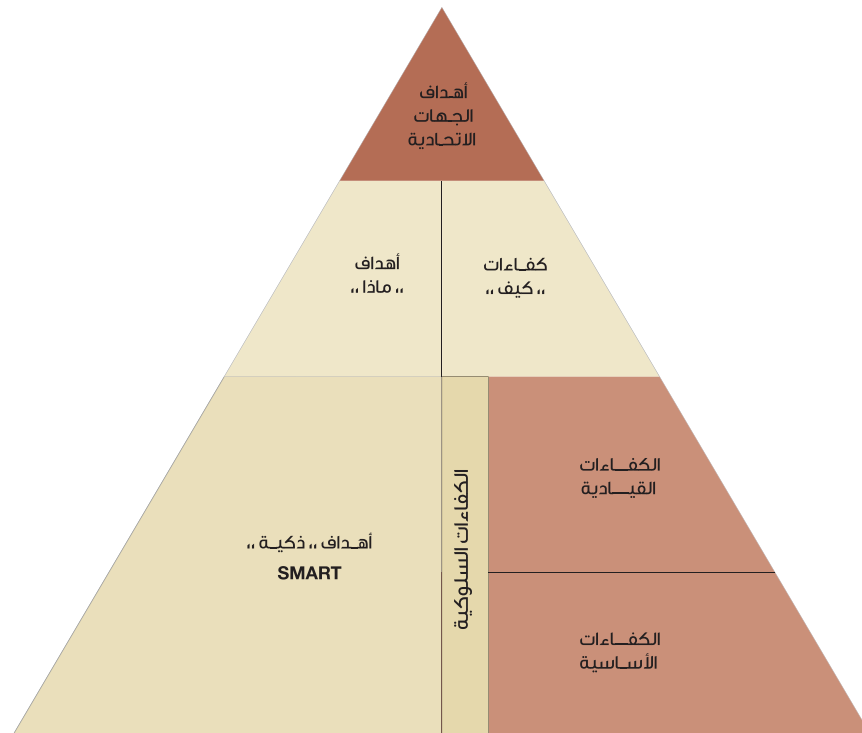 أهداف
الجهات
الاتحادية
كفاءات
،، كيف ،،
أهداف
،، ماذا ،،
الكفاءات
القيادية
الكفاءات السلوكية
أهداف ،، ذكية ،،
SMART
الكفاءات
الأساسية